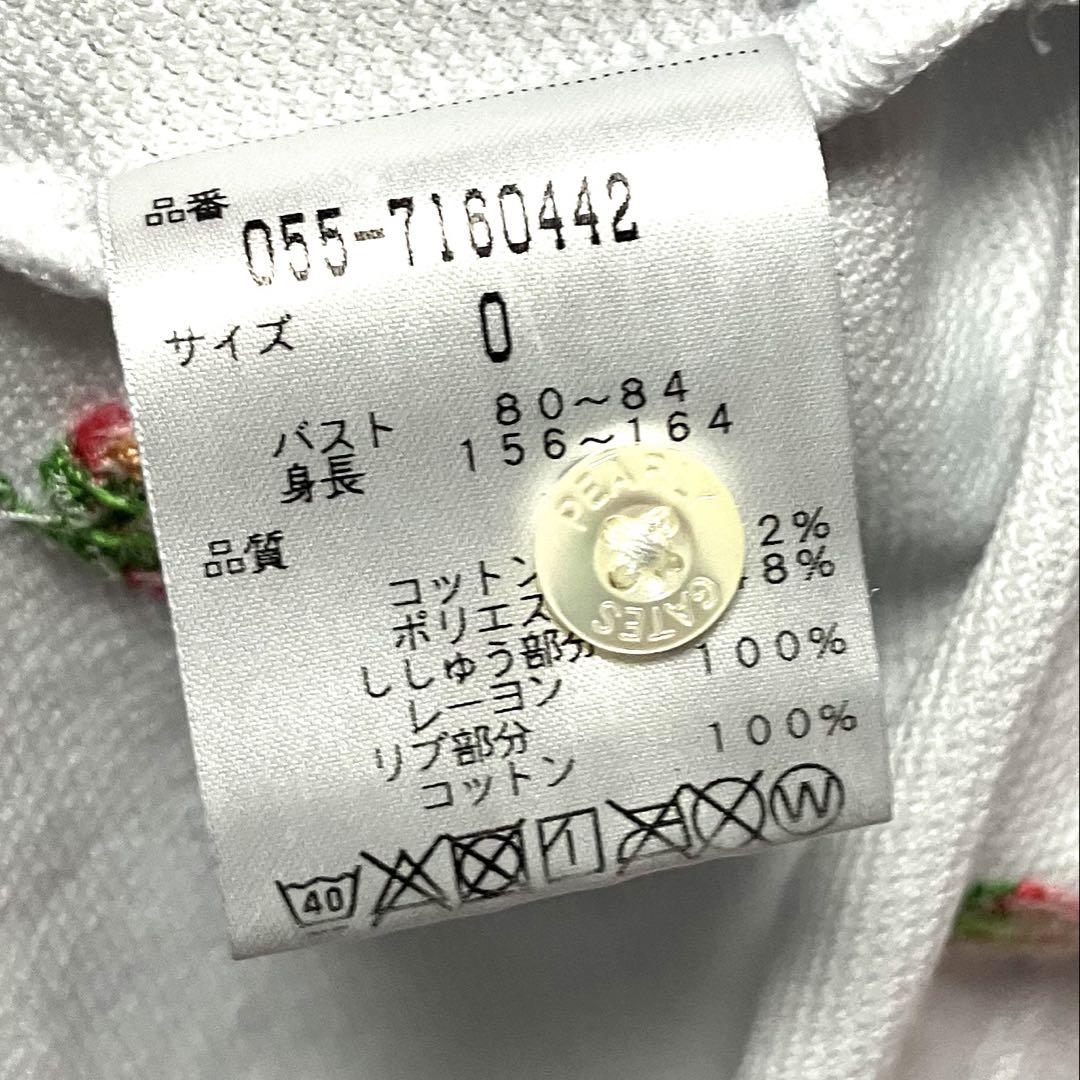 品番 055-7160442
サイズ 0
バスト 80～84
身長 156～164
品質
コットン 2%
ポリエス 8%
ししゅう部分
レーヨン 100%
リブ部分
コットン 100%
40 W
PEARLY GATES